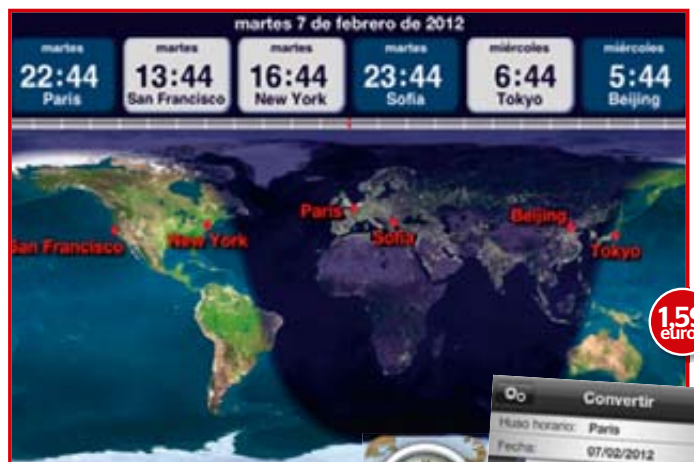 martes 7 de febrero de 2012
martes martes martes martes miércoles miércoles
22:44 13:44 16:44 23:44 6:44 5:44
Paris San Francisco New York Sofia Tokyo Beijing
San Francisco
New York
Paris
Sofia
Beijing
Tokyo
1,59
Convertir
Huso horario: Paris
Fecha: 07/02/2012